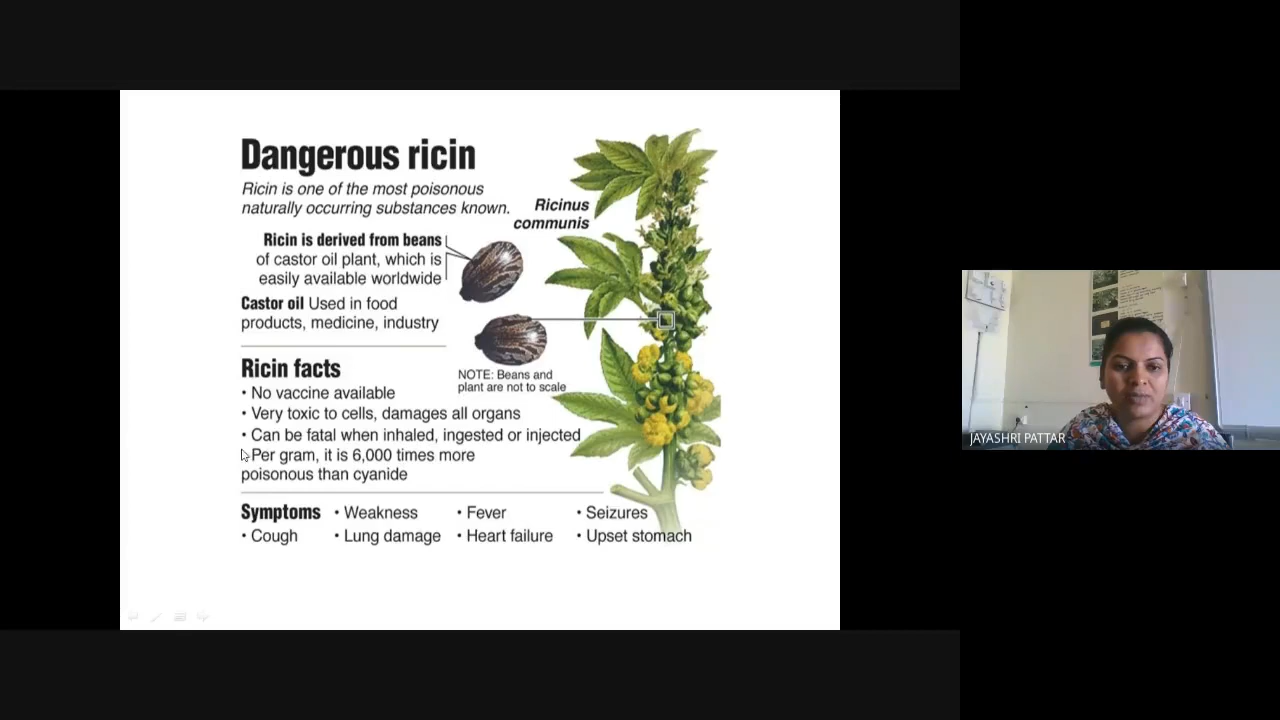 Dangerous ricin
Ricin is one of the most poisonous
naturally occurring substances known.
Ricinus
communis
Ricin is derived from beans
of castor oil plant, which is
easily available worldwide
Castor oil Used in food
products, medicine, industry
NOTE: Beans and
plant are not to scale
Ricin facts
• No vaccine available
• Very toxic to cells, damages all organs
• Can be fatal when inhaled, ingested or injected
Per gram, it is 6,000 times more
poisonous than cyanide
Symptoms • Weakness • Fever • Seizures
• Cough • Lung damage • Heart failure • Upset stomach
JAYASHRI PATTAR